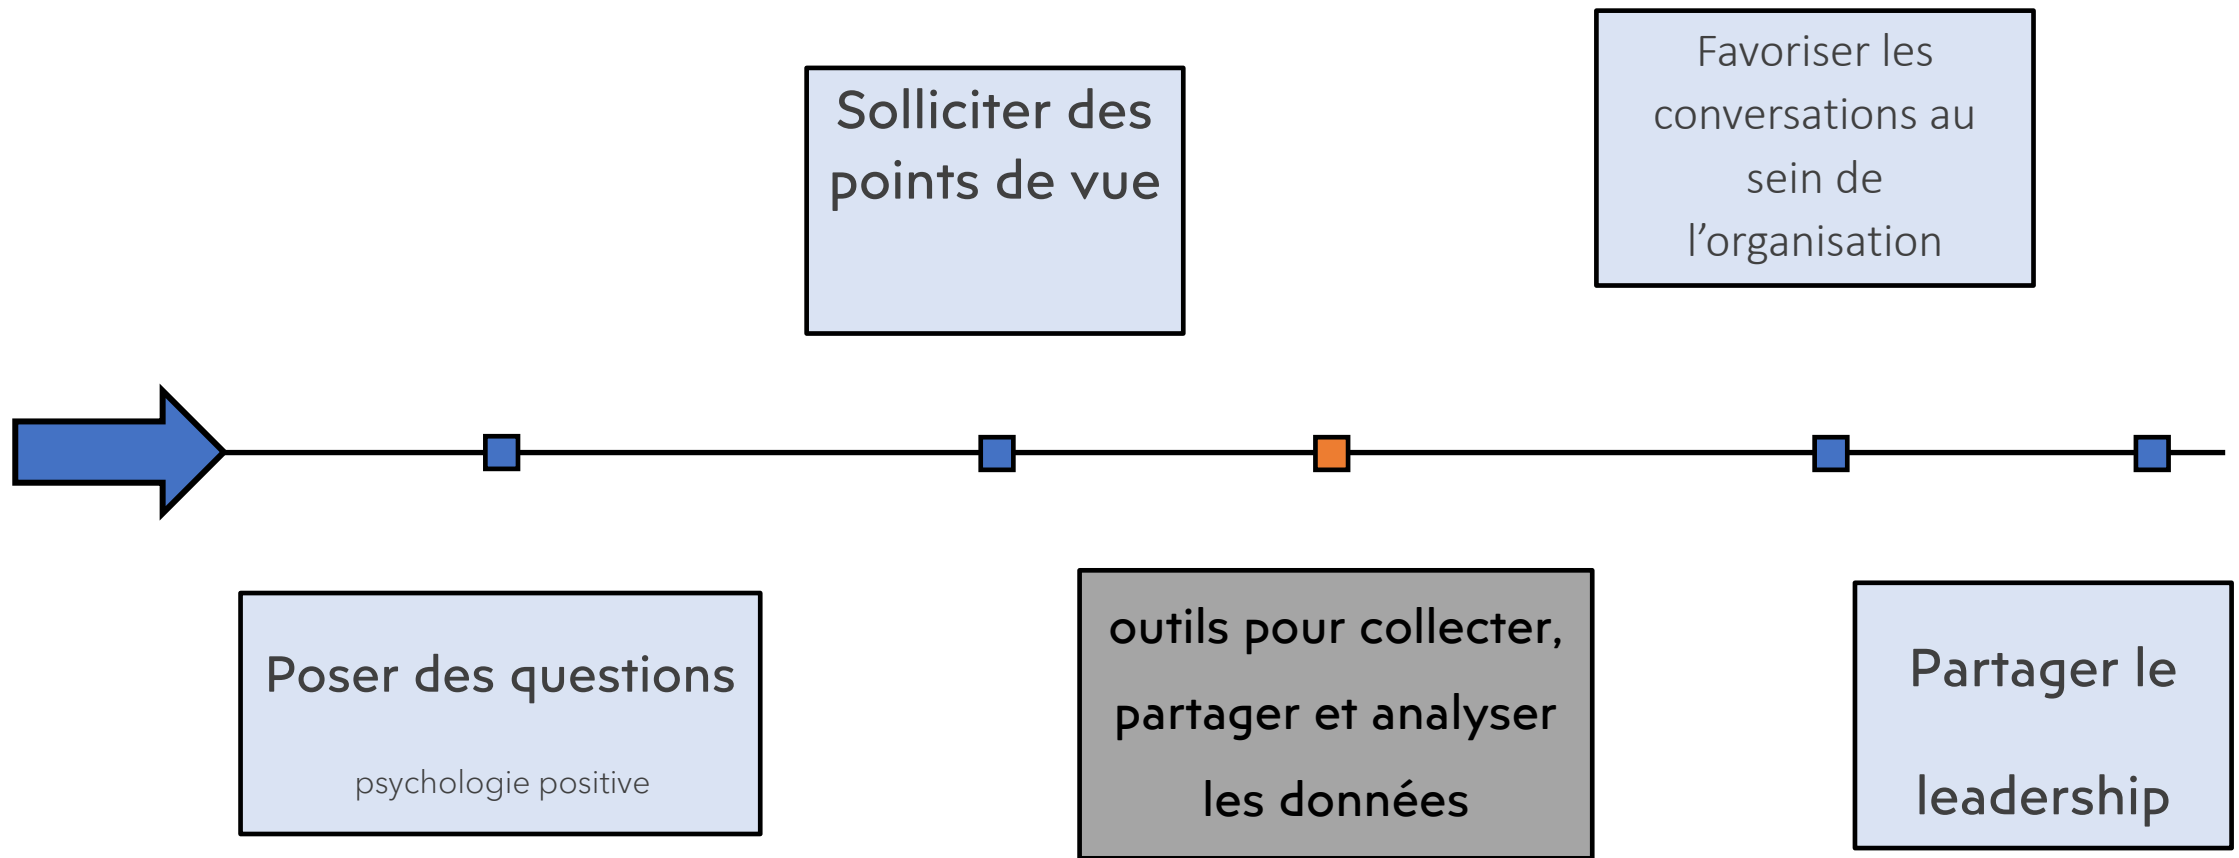 Poser des questions
psychologie positive
Solliciter des
points de vue
outils pour collecter,
partager et analyser
les données
Favoriser les
conversations au
sein de
l’organisation
Partager le
leadership